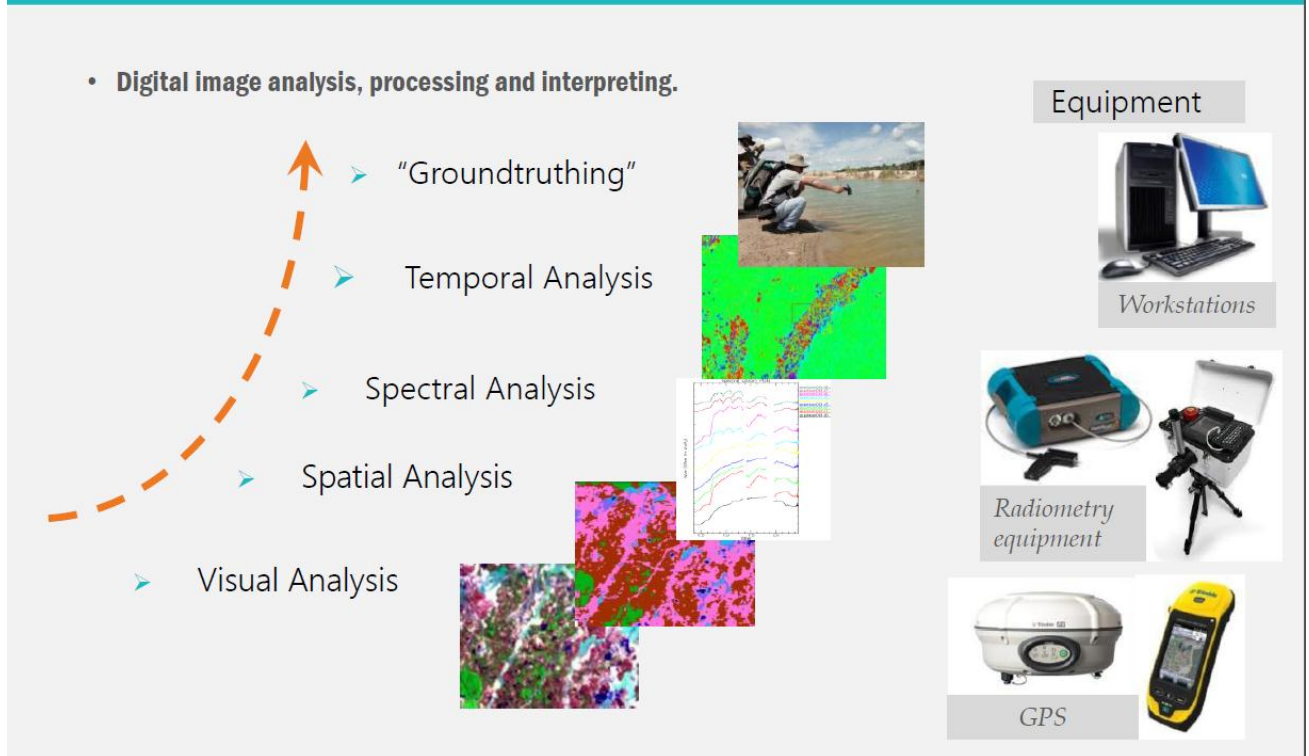 • Digital image analysis, processing and interpreting.
Equipment
"Groundtruthing"
Temporal Analysis
Spectral Analysis
Spatial Analysis
Visual Analysis
Workstations
Radiometry
equipment
GPS